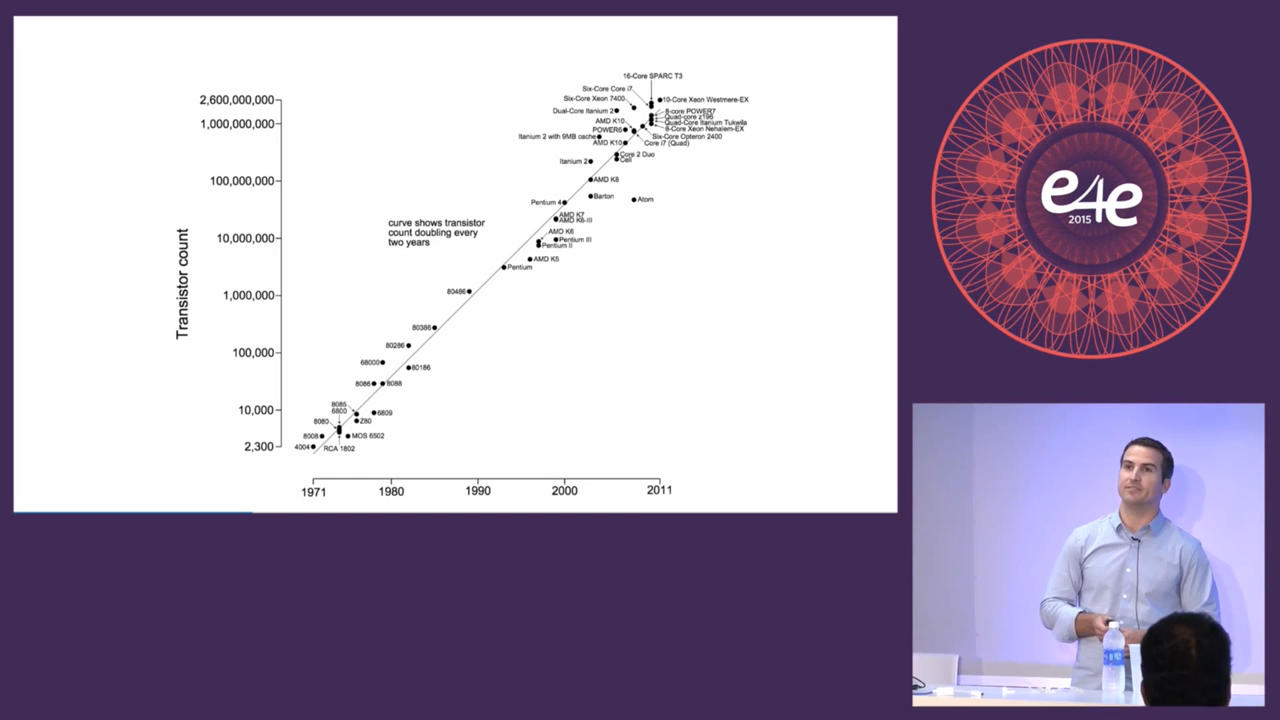 16-Core SPARC T3
Six-Core Core i7
Six-Core Xeon 7400
10-Core Xeon Westmere-EX
2,600,000,000
Dual-Core Itanium 2
8-core POWER7
Quad-core z196
Quad-Core Itanium Tukwila
8-Core Xeon Nehalem-EX
1,000,000,000
AMD K10
POWER6
Itanium 2 with 9MB cache
Six-Core Opteron 2400
AMD K10
Core i7 (Quad)
Core 2 Duo
Cell
Itanium 2
100,000,000
AMD K8
Barton
Atom
Pentium 4
curve shows transistor
count doubling every
two years
AMD K7
AMD K6-III
AMD K6
10,000,000
Pentium III
Pentium II
AMD K5
Pentium
Transistor count
1,000,000
80486
80386
80286
100,000
68000
80186
8086
8088
8085
6800
10,000
6809
8080
Z80
8008
MOS 6502
2,300
4004
RCA 1802
1971
1980
1990
2000
2011
e4e
2015